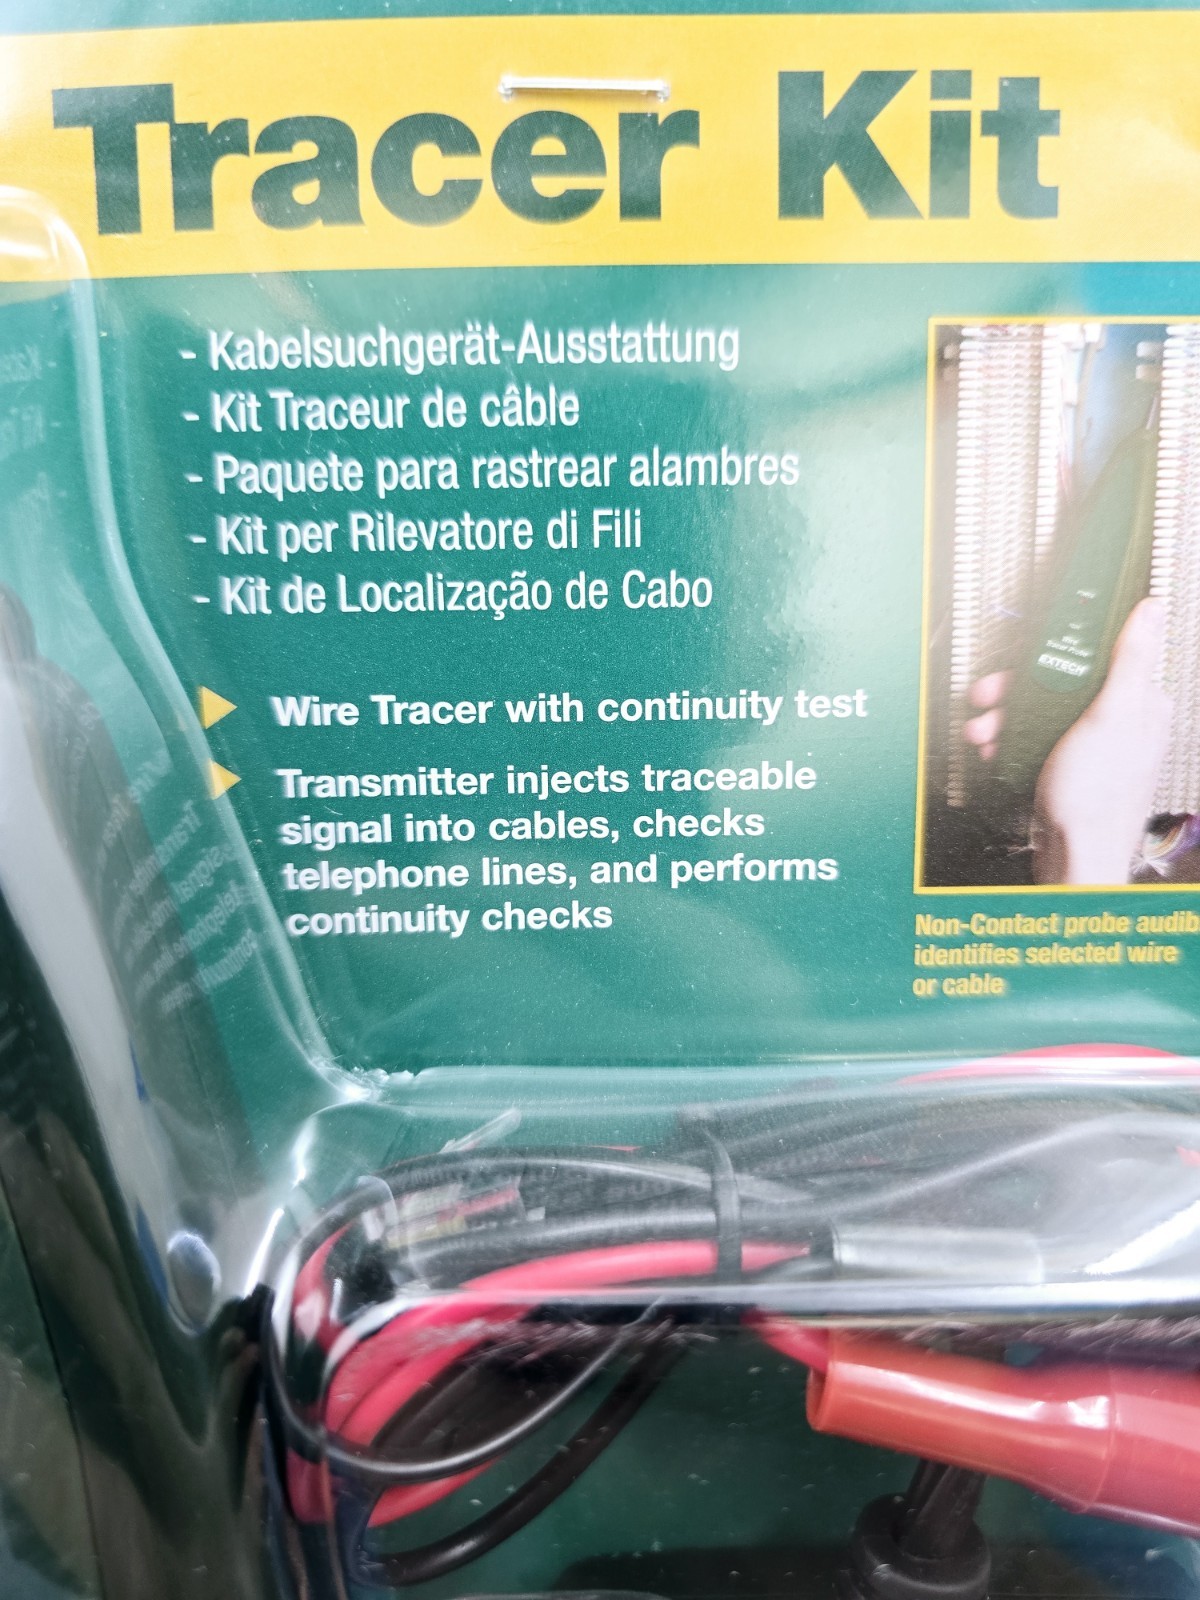 Tracer Kit
- Kabelsuchgerät-Ausstattung
- Kit Traceur de câble
- Paquete para rastrear alambres
- Kit per Rilevatore di Fili
- Kit de Localização de Cabo
Wire Tracer with continuity test
Transmitter injects traceable
signal into cables, checks
telephone lines, and performs
continuity checks
EXTECH
Non-Contact probe
identifies selected wire
or cable